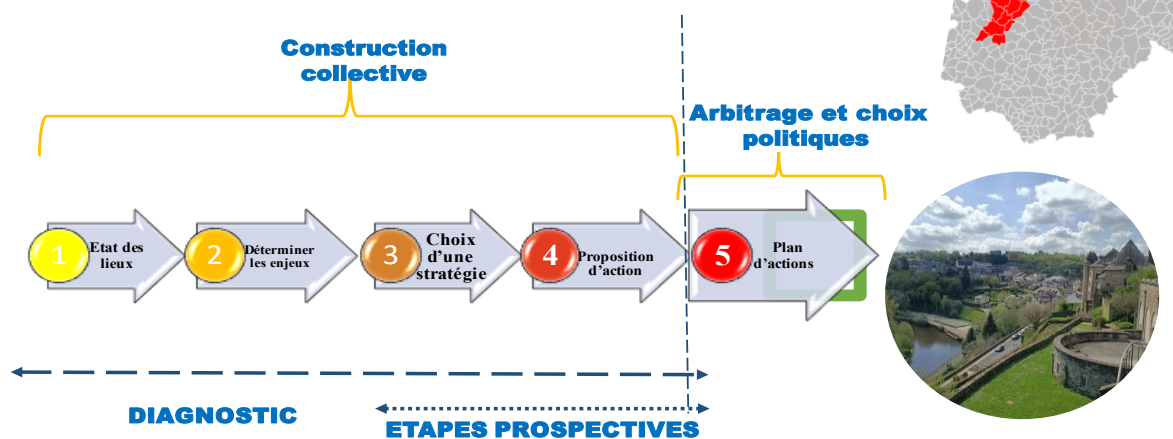 Construction
collective
Arbitrage et choix
politiques
1
Etat des
lieux
2
Déterminer
les enjeux
3
Choix
d’une
stratégie
4
Proposition
d’action
5
Plan
d’actions
DIAGNOSTIC
ETAPES PROSPECTIVES